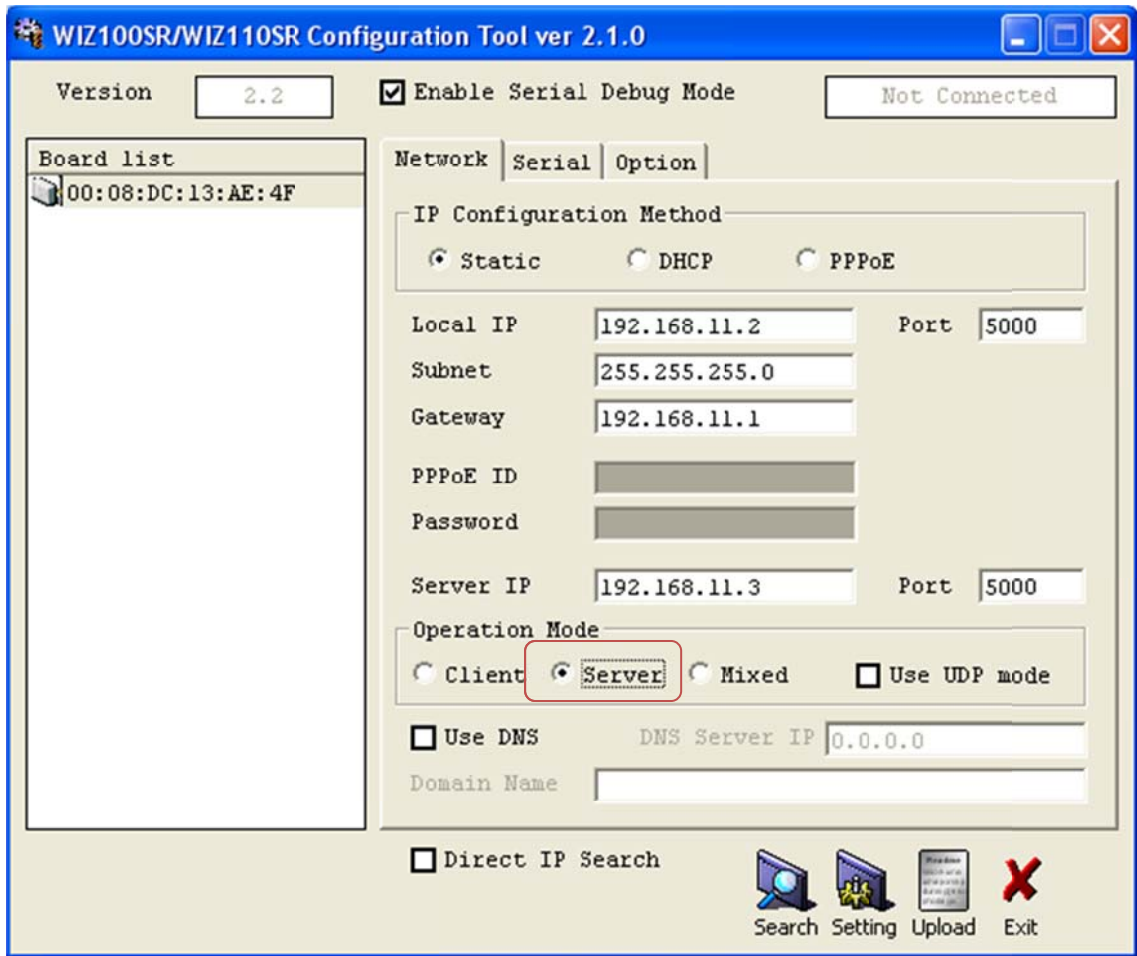 WIZ100SR/WIZ110SR Configuration Tool ver 2.1.0
Version 2.2 Enable Serial Debug Mode Not Connected
Board list
00:08:DC:13:AE:4F
Network Serial Option
IP Configuration Method
Static DHCP PPPoE
Local IP 192.168.11.2 Port 5000
Subnet 255.255.255.0
Gateway 192.168.11.1
PPPoE ID
Password
Server IP 192.168.11.3 Port 5000
Operation Mode
Client Server Mixed Use UDP mode
Use DNS DNS Server IP 0.0.0.0
Domain Name
Direct IP Search
Search Setting Upload Exit